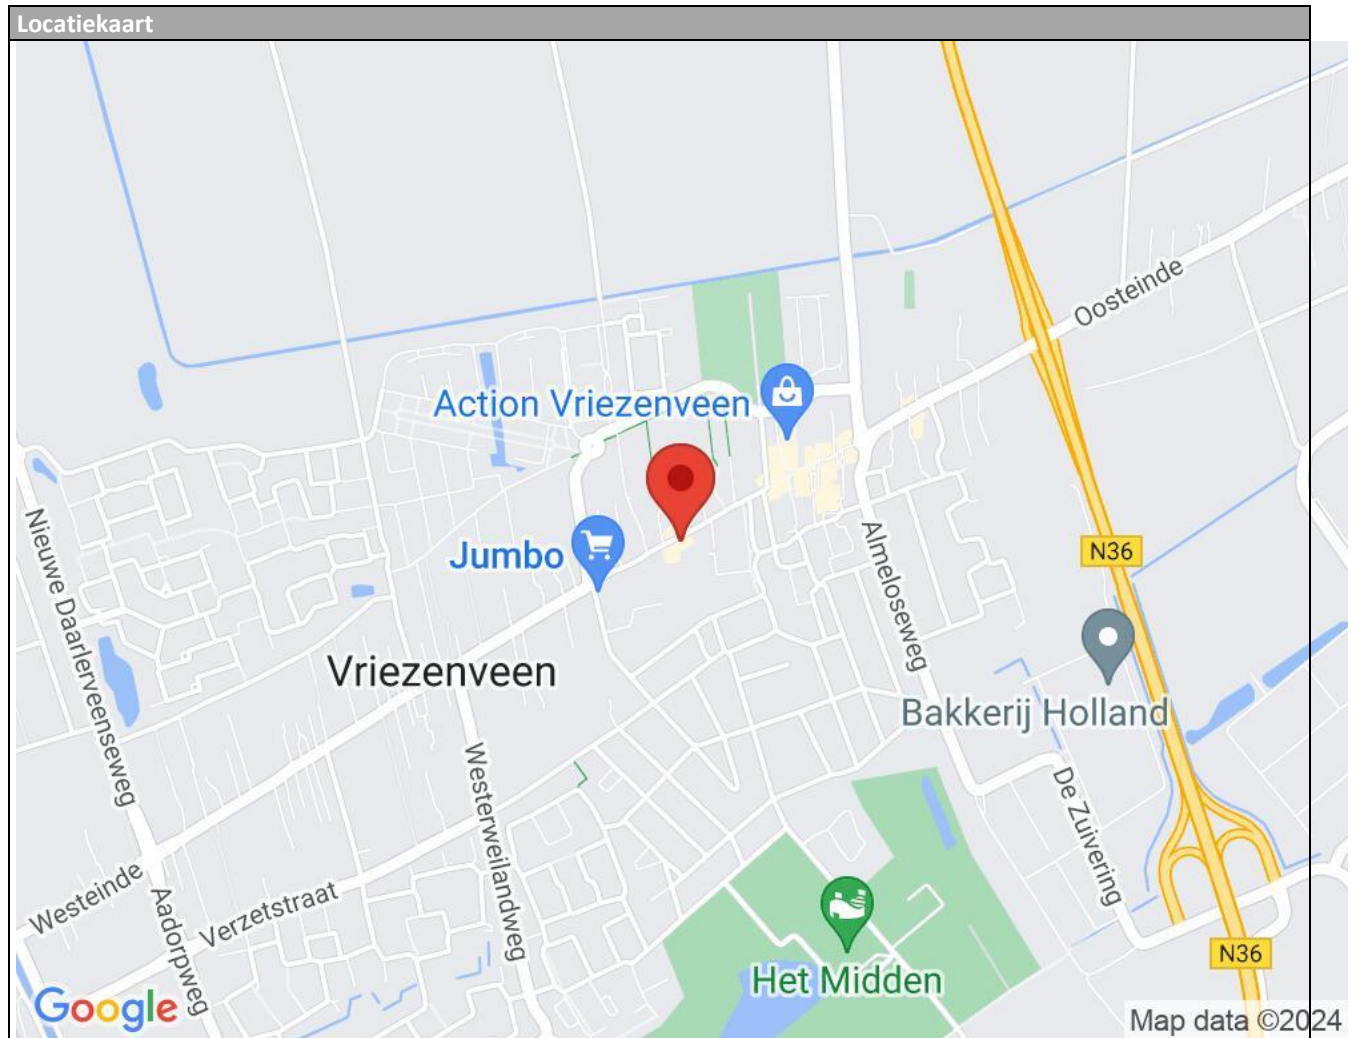 Locatiekaart
Oosteinde
Action Vriezenveen
Nieuwe Daarlerveenseweg
Jumbo
Almeloseweg
N36
Vriezenveen
Bakkerij Holland
Westerweilandweg
De Zuivering
Westeinde
Verzetstraat
Aadorpweg
Het Midden
N36
Google
Map data ©2024